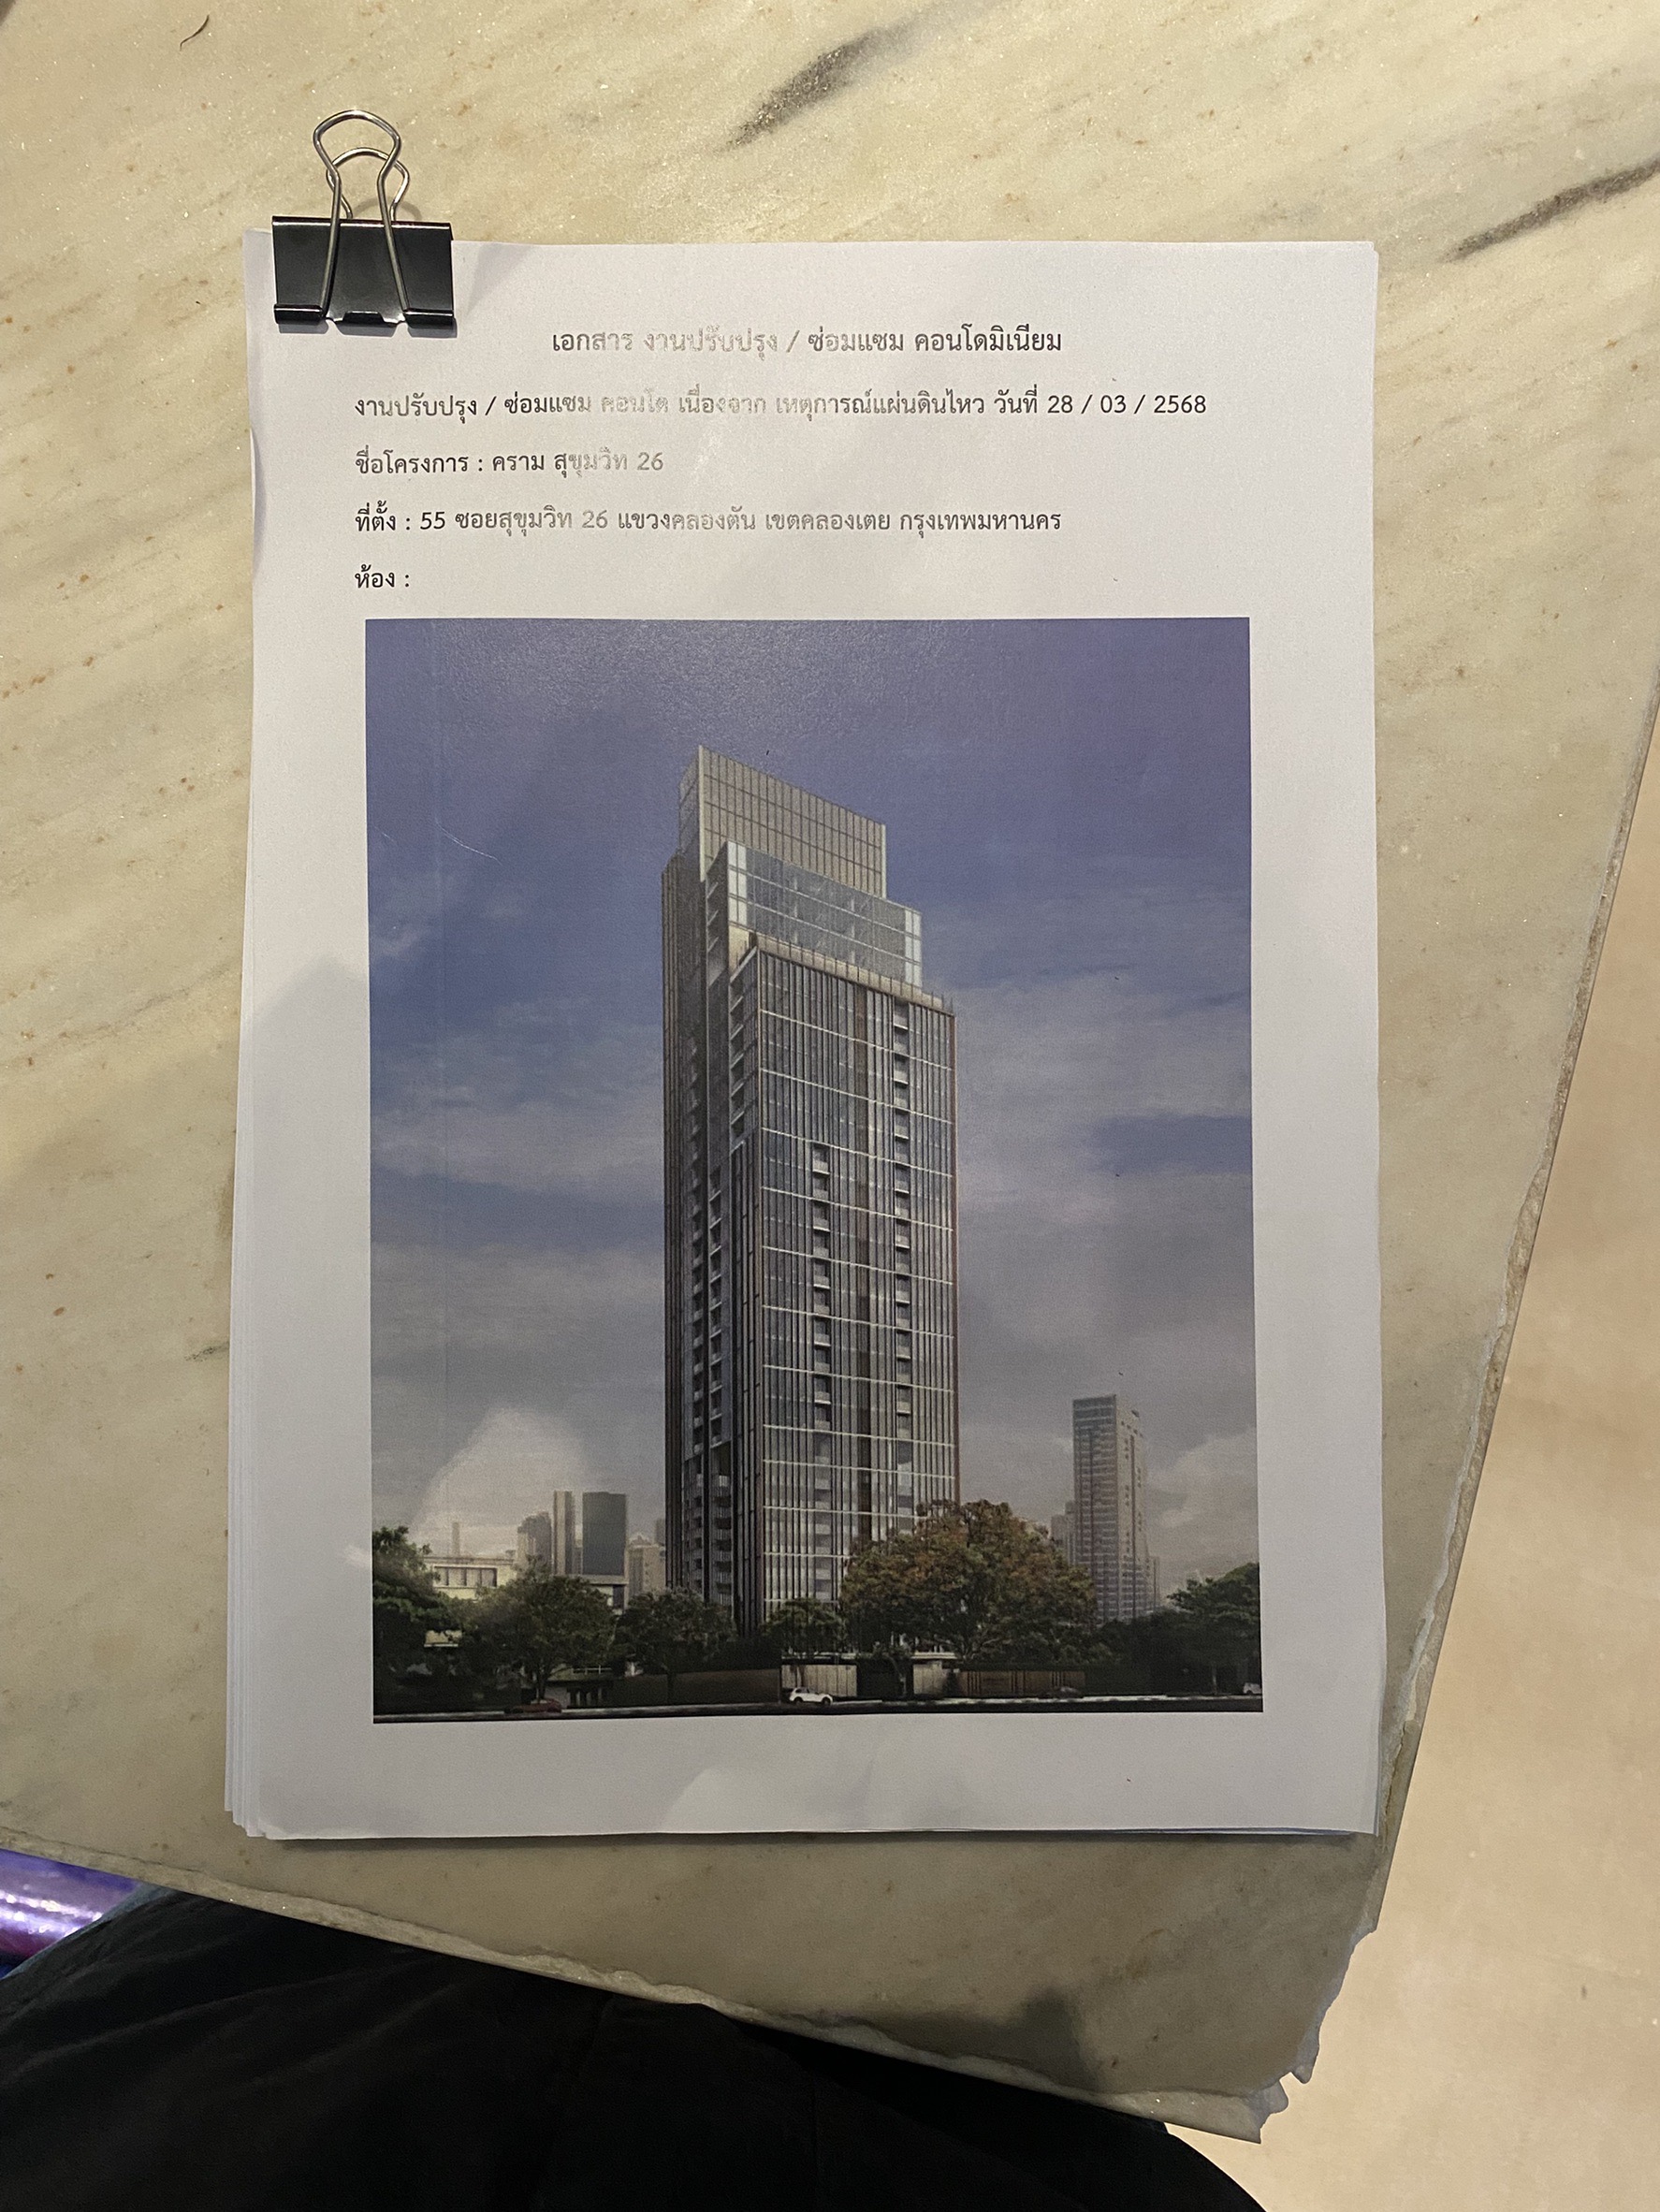 เอกสาร งานปรับปรุง / ซ่อมแซม คอนโดมิเนียม
งานปรับปรุง / ซ่อมแซม คอนโด เนื่องจาก เหตุการณ์แผ่นดินไหว วันที่ 28 / 03 / 2568
ชื่อโครงการ : คราม สุขุมวิท 26
ที่ตั้ง : 55 ซอยสุขุมวิท 26 แขวงคลองตัน เขตคลองเตย กรุงเทพมหานคร
ห้อง :